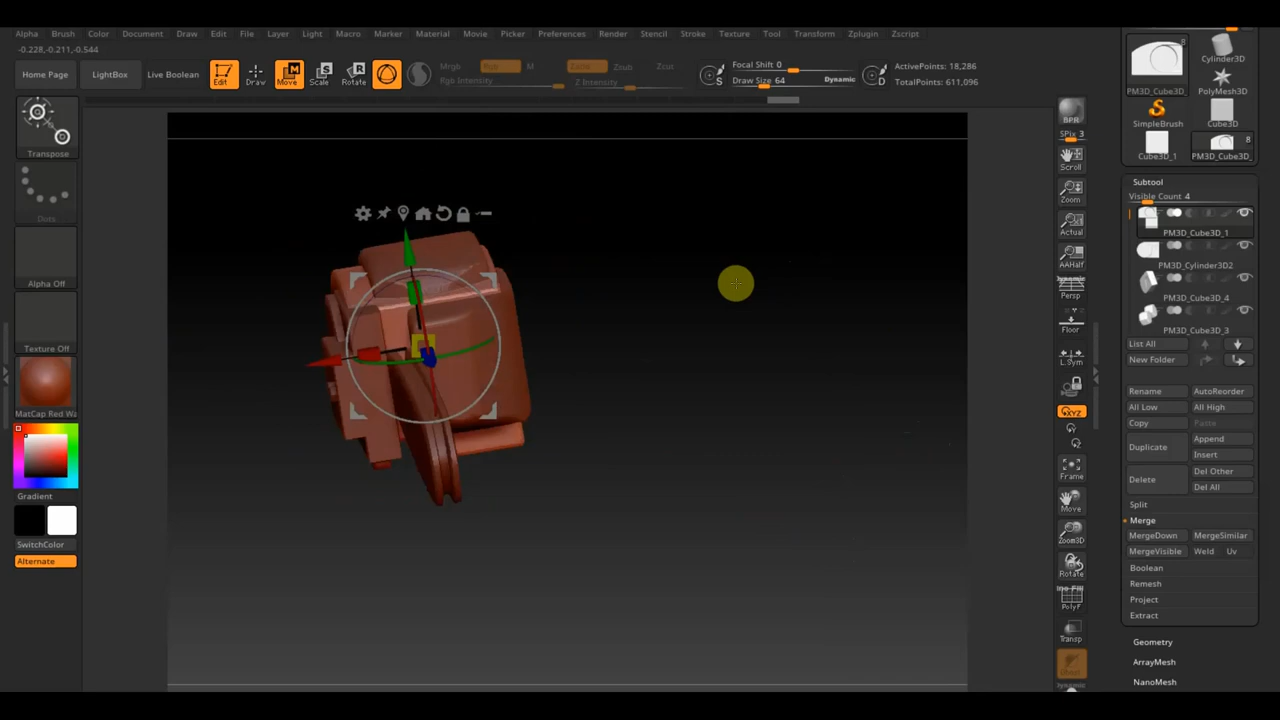 Alpha Brush Color Document Draw Edit File Layer Light Macro Marker Material Movie Picker Preferences Render Stencil Stroke Texture Tool Transform Zplugin Zscript
-0.228,-0.211,-0.544
Home Page LightBox Live Boolean Edit Draw Move Scale Rotate
Mrgb Rgb M
Rgb Intensity
Zadd Zsub Zcut
Z Intensity
Focal Shift 0
Draw Size 64 Dynamic
S
D
ActivePoints: 18,286
TotalPoints: 611,096
Transpose
Dots
Alpha Off
Texture Off
MatCap Red Wa
Gradient
SwitchColor
Alternate
BPR
SPix 3
Scroll
Zoom
Actual
AAHalf
Dynamic
Persp
Floor
L.Sym
XYZ
Y
Z
Frame
Move
Zoom3D
Rotate
PolyF
Transp
Dynamic
8
PM3D_Cube3D_
Cylinder3D
PolyMesh3D
SimpleBrush
Cube3D
Cube3D_1
8
PM3D_Cube3D_
Subtool
Visible Count 4
PM3D_Cube3D_1
PM3D_Cylinder3D2
PM3D_Cube3D_4
PM3D_Cube3D_3
List All
New Folder
Rename AutoReorder
All Low All High
Copy Paste
Duplicate Append
Insert
Delete Del Other
Del All
Split
Merge
MergeDown MergeSimilar
MergeVisible Weld Uv
Boolean
Remesh
Project
Extract
Geometry
ArrayMesh
NanoMesh